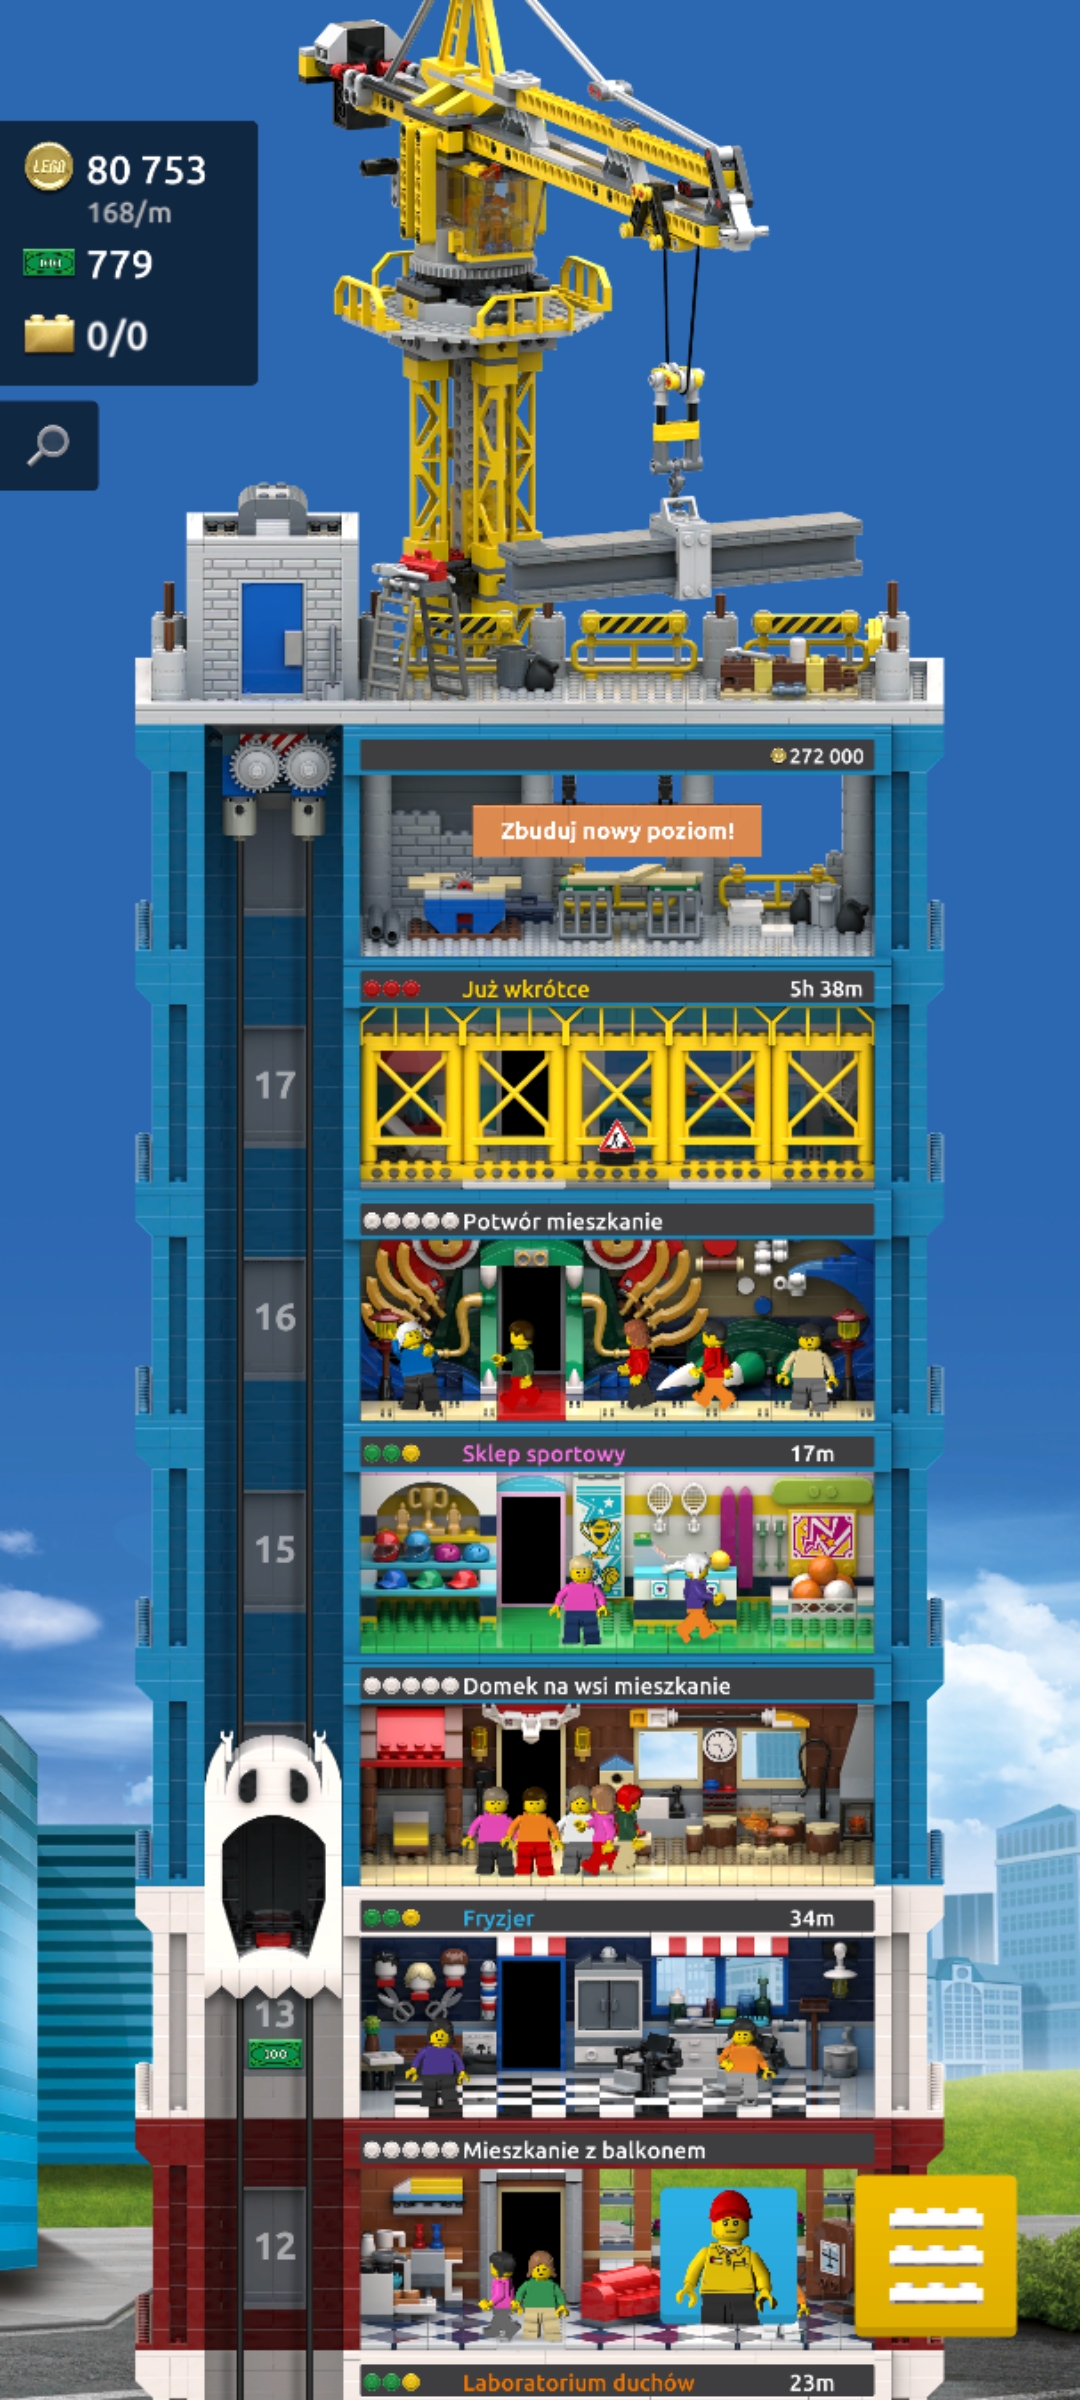 LEGO 80 753
168/m
779
0/0
272 000
Zbuduj nowy poziom!
Już wkrótce 5h 38m
17
Potwór mieszkanie
16
Sklep sportowy 17m
15
Domek na wsi mieszkanie
Fryzjer 34m
13
100
Mieszkanie z balkonem
12
Laboratorium duchów 23m